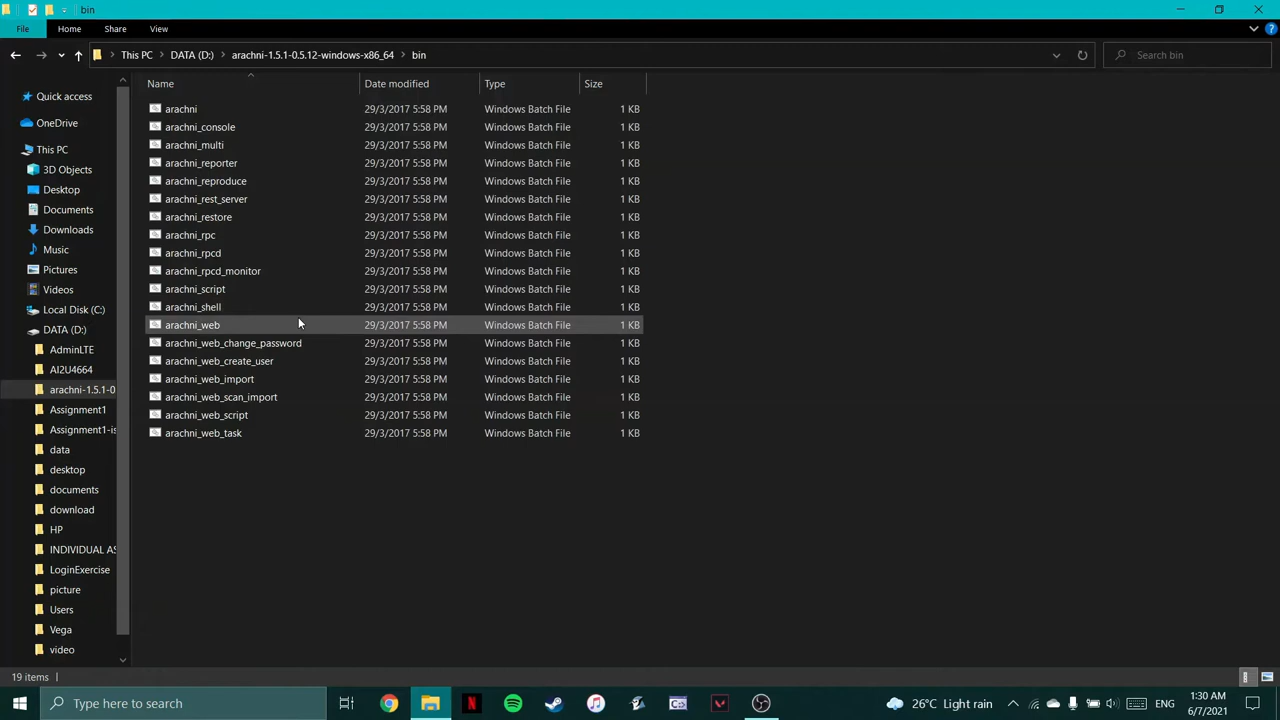 bin
File Home Share View
This PC DATA (D:) arachni-1.5.1-0.5.12-windows-x86_64 bin Search bin
Name Date modified Type Size
Quick access
OneDrive
This PC
3D Objects
Desktop
Documents
Downloads
Music
Pictures
Videos
Local Disk (C:)
DATA (D:)
AdminLTE
AI2U4664
arachni-1.5.1-0
Assignment1
Assignment1-is
data
desktop
documents
download
HP
INDIVIDUAL AS
LoginExercise
picture
Users
Vega
video
arachni 29/3/2017 5:58 PM Windows Batch File 1 KB
arachni_console 29/3/2017 5:58 PM Windows Batch File 1 KB
arachni_multi 29/3/2017 5:58 PM Windows Batch File 1 KB
arachni_reporter 29/3/2017 5:58 PM Windows Batch File 1 KB
arachni_reproduce 29/3/2017 5:58 PM Windows Batch File 1 KB
arachni_rest_server 29/3/2017 5:58 PM Windows Batch File 1 KB
arachni_restore 29/3/2017 5:58 PM Windows Batch File 1 KB
arachni_rpc 29/3/2017 5:58 PM Windows Batch File 1 KB
arachni_rpcd 29/3/2017 5:58 PM Windows Batch File 1 KB
arachni_rpcd_monitor 29/3/2017 5:58 PM Windows Batch File 1 KB
arachni_script 29/3/2017 5:58 PM Windows Batch File 1 KB
arachni_shell 29/3/2017 5:58 PM Windows Batch File 1 KB
arachni_web 29/3/2017 5:58 PM Windows Batch File 1 KB
arachni_web_change_password 29/3/2017 5:58 PM Windows Batch File 1 KB
arachni_web_create_user 29/3/2017 5:58 PM Windows Batch File 1 KB
arachni_web_import 29/3/2017 5:58 PM Windows Batch File 1 KB
arachni_web_scan_import 29/3/2017 5:58 PM Windows Batch File 1 KB
arachni_web_script 29/3/2017 5:58 PM Windows Batch File 1 KB
arachni_web_task 29/3/2017 5:58 PM Windows Batch File 1 KB
19 items
Type here to search
26°C Light rain
ENG
1:30 AM
6/7/2021